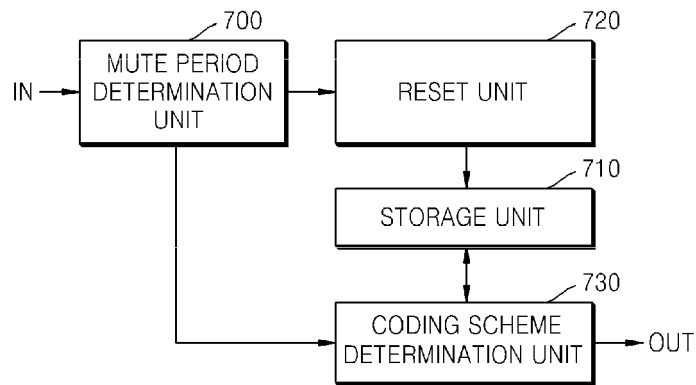 700
720
IN
MUTE PERIOD
DETERMINATION
UNIT
RESET UNIT
710
STORAGE UNIT
730
CODING SCHEME
DETERMINATION UNIT
OUT